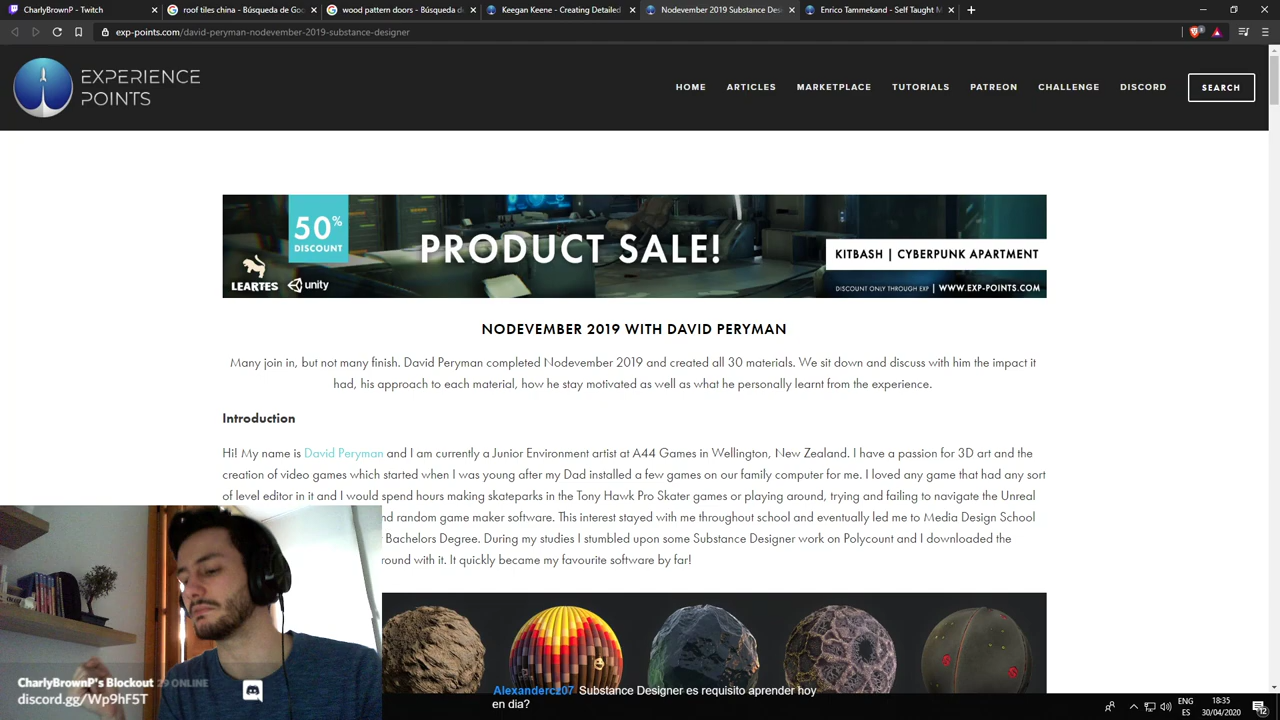 CharlyBrownP - Twitch
roof tiles china - Búsqueda de Goo
wood pattern doors - Búsqueda d
Keegan Keene - Creating Detailed
Nodevember 2019 Substance Des
Enrico Tammekand - Self Taught M
exp-points.com/david-peryman-nodevember-2019-substance-designer
EXPERIENCE
POINTS
HOME
ARTICLES
MARKETPLACE
TUTORIALS
PATREON
CHALLENGE
DISCORD
SEARCH
50%
DISCOUNT
PRODUCT SALE!
KITBASH | CYBERPUNK APARTMENT
LEARTES
unity
DISCOUNT ONLY THROUGH EXP | WWW.EXP-POINTS.COM
NODEVEMBER 2019 WITH DAVID PERYMAN
Many join in, but not many finish. David Peryman completed Nodevember 2019 and created all 30 materials. We sit down and discuss with him the impact it
had, his approach to each material, how he stay motivated as well as what he personally learnt from the experience.
Introduction
Hi! My name is David Peryman and I am currently a Junior Environment artist at A44 Games in Wellington, New Zealand. I have a passion for 3D art and the
creation of video games which started when I was young after my Dad installed a few games on our family computer for me. I loved any game that had any sort
of level editor in it and I would spend hours making skateparks in the Tony Hawk Pro Skater games or playing around, trying and failing to navigate the Unreal
nd random game maker software. This interest stayed with me throughout school and eventually led me to Media Design School
Bachelors Degree. During my studies I stumbled upon some Substance Designer work on Polycount and I downloaded the
round with it. It quickly became my favourite software by far!
CharlyBrownP's Blockout 29 ONLINE
discord.gg/Wp9hF5T
Alexandercz07 Substance Designer es requisito aprender hoy
en dia?
ENG
ES
18:35
30/04/2020
12